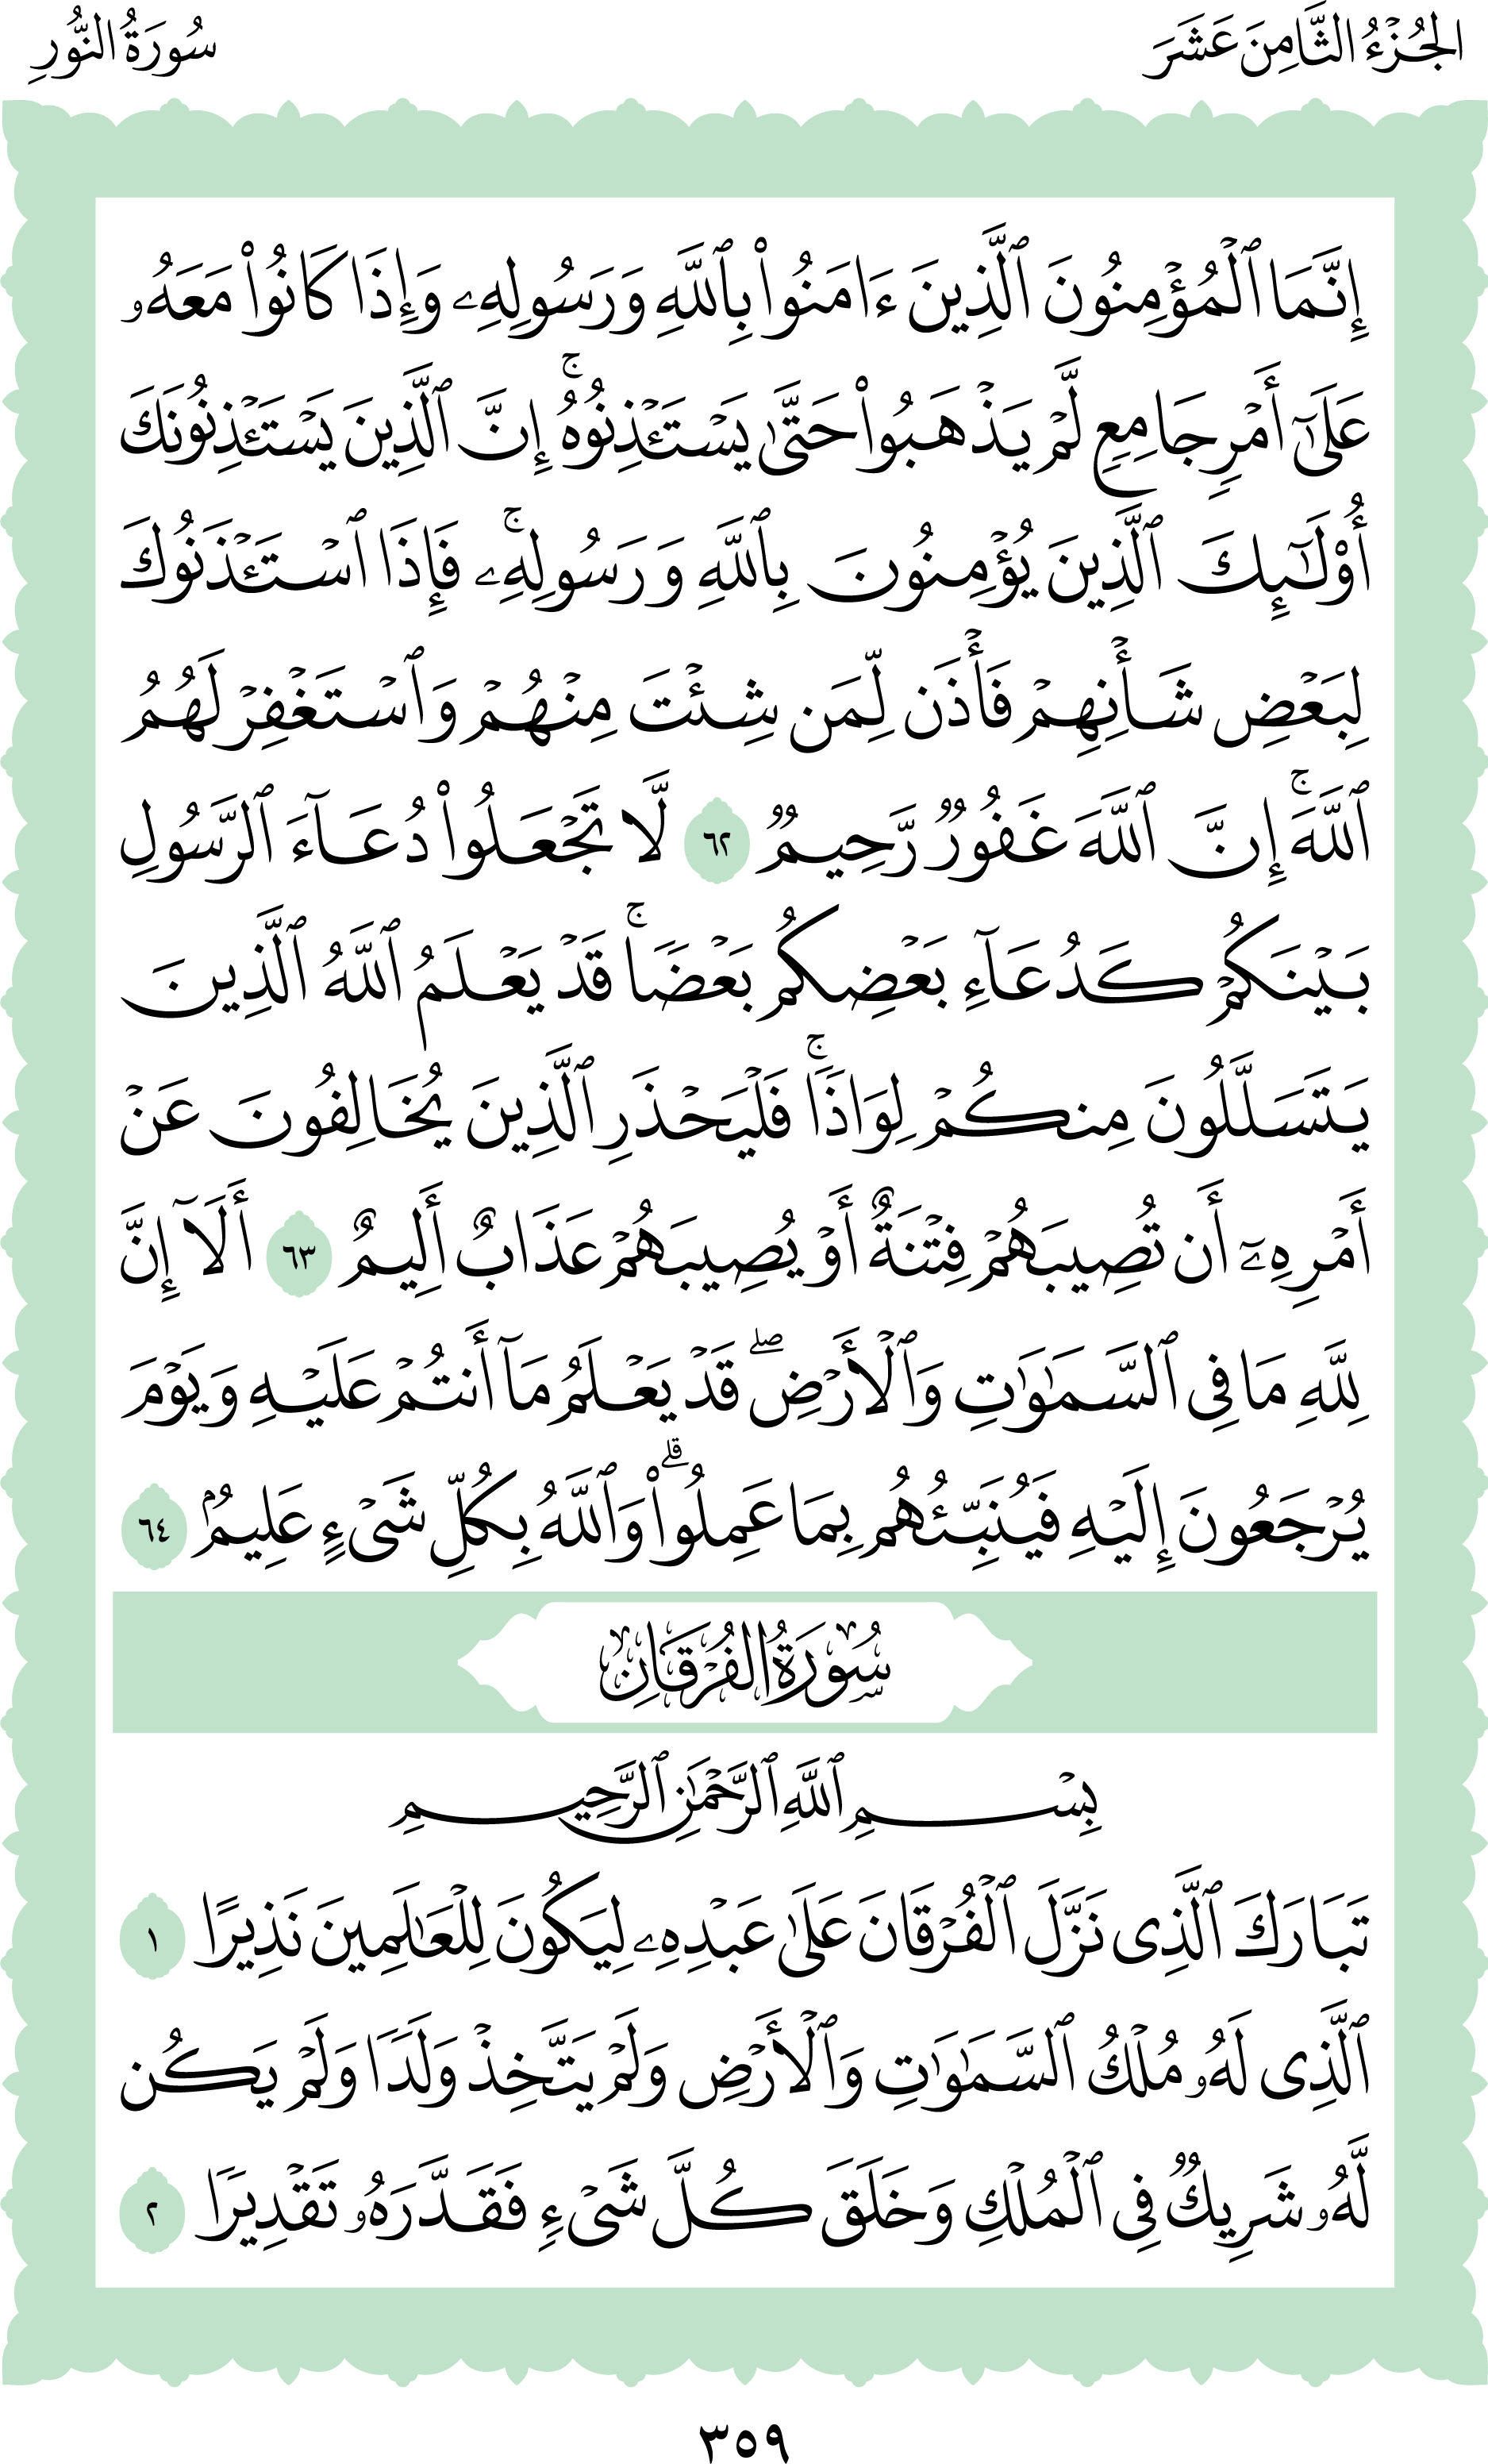 الجُزْءُ الثَّامِنَ عَشَرَ
سُورَةُ النُّورِ
إِنَّمَا ٱلْمُؤْمِنُونَ ٱلَّذِينَ ءَامَنُوا۟ بِٱللَّهِ وَرَسُولِهِۦ وَإِذَا كَانُوا۟ مَعَهُۥ
عَلَىٰٓ أَمْرٍ جَامِعٍ لَّمْ يَذْهَبُوا۟ حَتَّىٰ يَسْتَـْٔذِنُوهُ ۚ إِنَّ ٱلَّذِينَ يَسْتَـْٔذِنُونَكَ
أُو۟لَـٰٓئِكَ ٱلَّذِينَ يُؤْمِنُونَ بِٱللَّهِ وَرَسُولِهِۦ ۚ فَإِذَا ٱسْتَـْٔذَنُوكَ
لِبَعْضِ شَأْنِهِمْ فَأْذَن لِّمَن شِئْتَ مِنْهُمْ وَٱسْتَغْفِرْ لَهُمُ
ٱللَّهَ ۚ إِنَّ ٱللَّهَ غَفُورٌ رَّحِيمٌ ٦٢ لَّا تَجْعَلُوا۟ دُعَآءَ ٱلرَّسُولِ
بَيْنَكُمْ كَدُعَآءِ بَعْضِكُم بَعْضًا ۚ قَدْ يَعْلَمُ ٱللَّهُ ٱلَّذِينَ
يَتَسَلَّلُونَ مِنكُمْ لِوَاذًا ۚ فَلْيَحْذَرِ ٱلَّذِينَ يُخَالِفُونَ عَنْ
أَمْرِهِۦٓ أَن تُصِيبَهُمْ فِتْنَةٌ أَوْ يُصِيبَهُمْ عَذَابٌ أَلِيمٌ ٦٣ أَلَآ إِنَّ
لِلَّهِ مَا فِى ٱلسَّمَـٰوَٰتِ وَٱلْأَرْضِ ۖ قَدْ يَعْلَمُ مَآ أَنتُمْ عَلَيْهِ وَيَوْمَ
يُرْجَعُونَ إِلَيْهِ فَيُنَبِّئُهُم بِمَا عَمِلُوا۟ ۗ وَٱللَّهُ بِكُلِّ شَىْءٍ عَلِيمٌۢ ٦٤
سُورَةُ الفُرْقَانِ
بِسْمِ ٱللَّهِ ٱلرَّحْمَـٰنِ ٱلرَّحِيمِ
تَبَارَكَ ٱلَّذِى نَزَّلَ ٱلْفُرْقَانَ عَلَىٰ عَبْدِهِۦ لِيَكُونَ لِلْعَـٰلَمِينَ نَذِيرًا ١
ٱلَّذِى لَهُۥ مُلْكُ ٱلسَّمَـٰوَٰتِ وَٱلْأَرْضِ وَلَمْ يَتَّخِذْ وَلَدًا وَلَمْ يَكُن
لَّهُۥ شَرِيكٌ فِى ٱلْمُلْكِ وَخَلَقَ كُلَّ شَىْءٍ فَقَدَّرَهُۥ تَقْدِيرًا ٢
٣٥٩